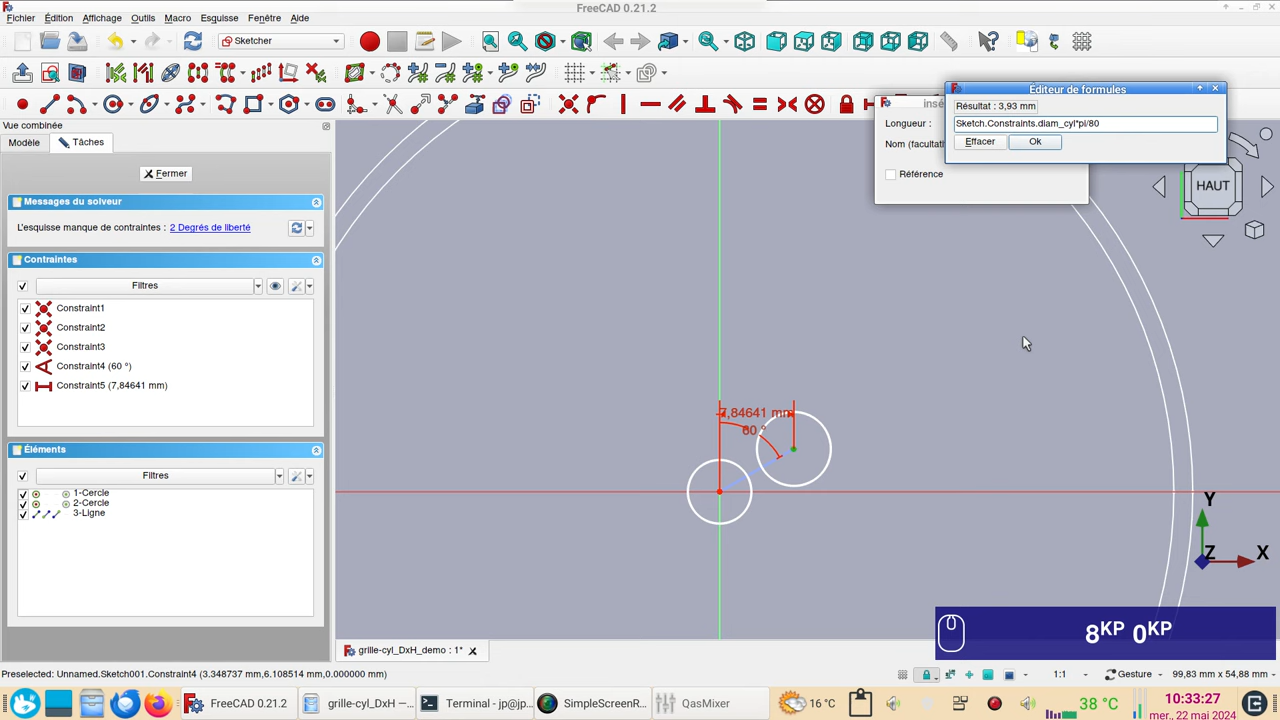 FreeCAD 0.21.2
Fichier Édition Affichage Outils Macro Esquisse Fenêtre Aide
Sketcher
Vue combinée
Modèle Tâches
Fermer
Messages du solveur
L'esquisse manque de contraintes : 2 Degrés de liberté
Contraintes
Filtres
Constraint1
Constraint2
Constraint3
Constraint4 (60 °)
Constraint5 (7,84641 mm)
Éléments
Filtres
1-Cercle
2-Cercle
3-Ligne
Longueur :
Nom (facultati
Référence
Éditeur de formules
Résultat : 3,93 mm
Sketch.Constraints.diam_cyl*pi/80
Effacer Ok
HAUT
7,84641 mm
60 °
Y
Z X
8KP 0KP
grille-cyl_DxH_demo : 1*
Preselected: Unnamed.Sketch001.Constraint4 (3.348737 mm,6.108514 mm,0.000000 mm)
1:1 Gesture 99,83 mm x 54,88 mm
FreeCAD 0.21.2 grille-cyl_DxH —... Terminal - jp@jp... SimpleScreenR... QasMixer 16 °C 38 °C 10:33:27
mer., 22 mai 2024